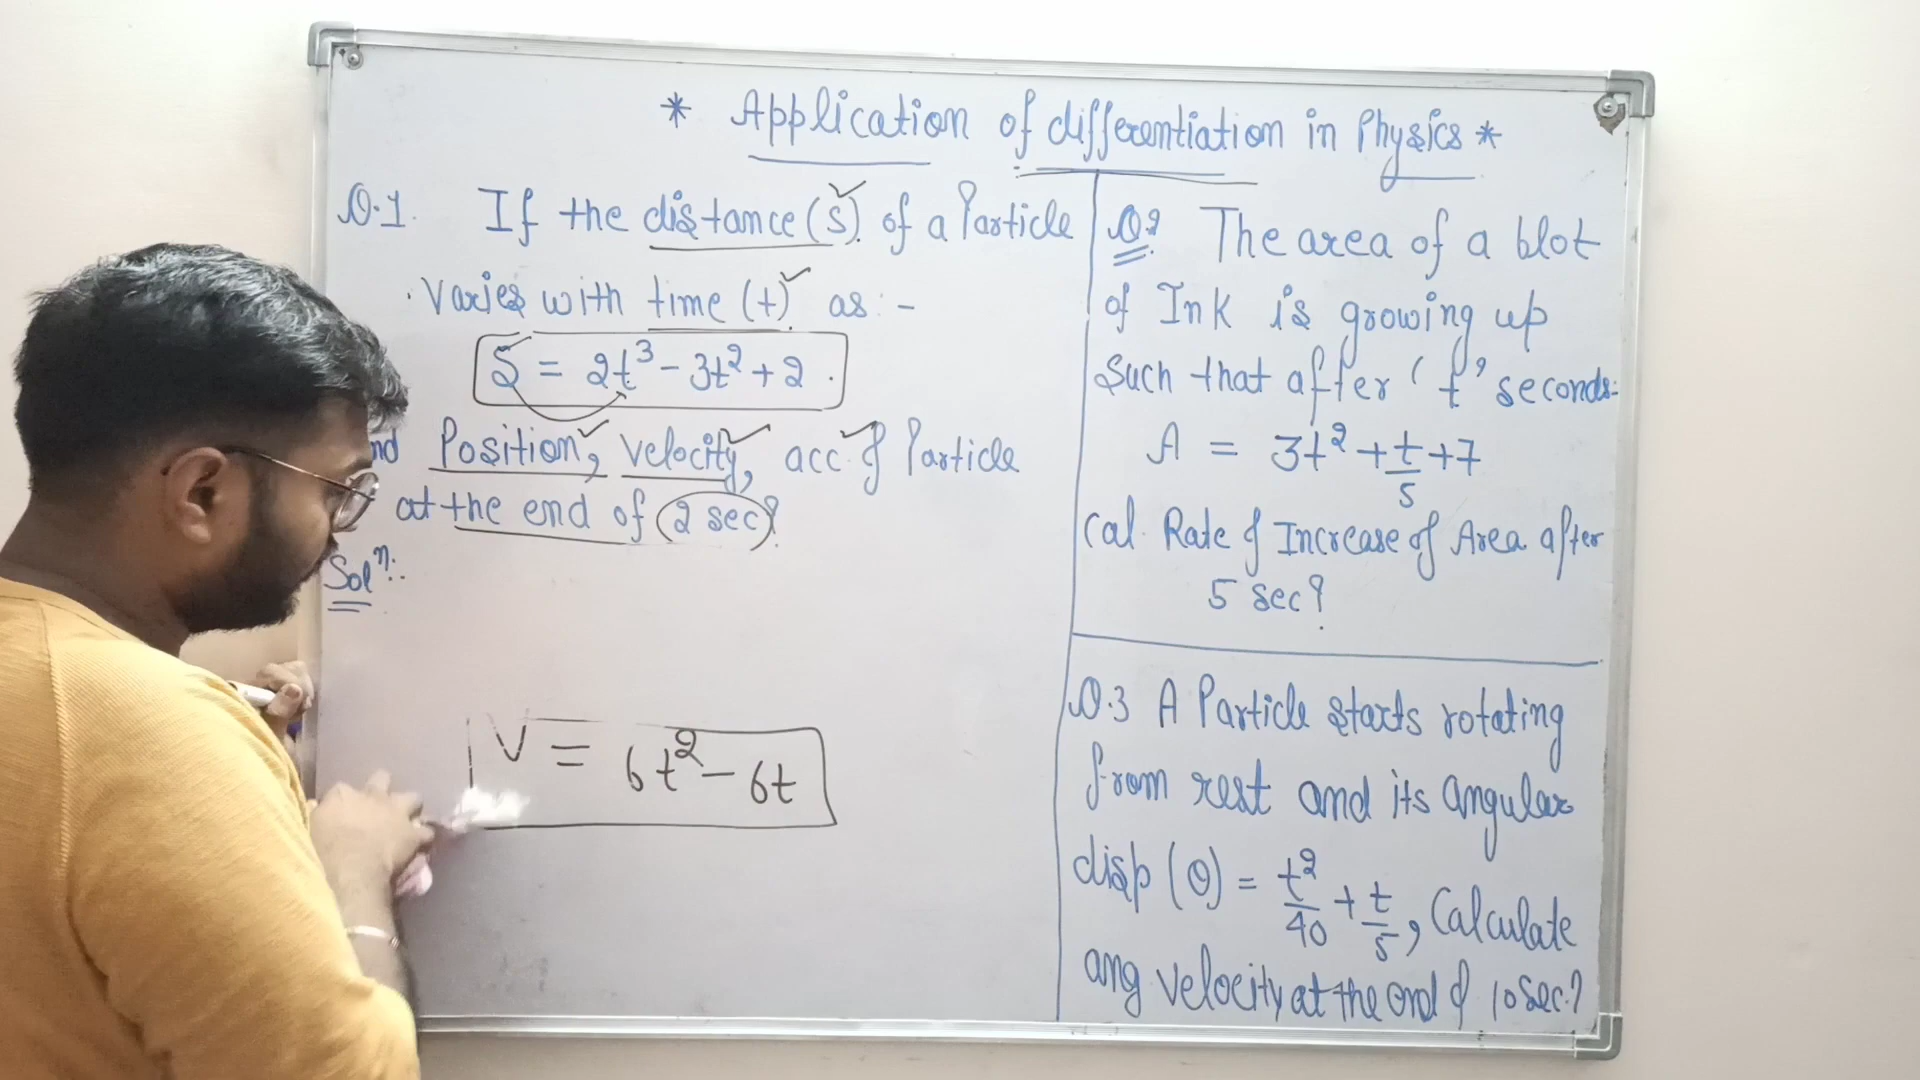 * Application of differentiation in Physics *
Q.1. If the distance (S) of a Particle
varies with time (t) as :-
S = 2t³ - 3t² + 2 .
nd Position, velocity, acc of Particle
at the end of 2 sec?
Solⁿ:.
V = 6t² - 6t
Q2. The area of a blot
of Ink is growing up
Such that after 't' seconds:
A = 3t² + t/5 + 7
Cal. Rate of Increase of Area after
5 sec?
Q.3 A Particle starts rotating
from rest and its angular
disp (θ) = t²/40 + t/5, Calculate
ang velocity at the end of 10 sec.?